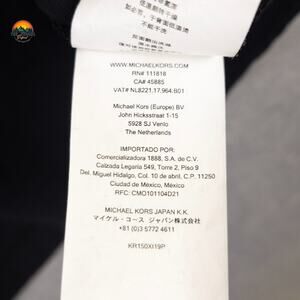 WWW.MICHAELKORS.COM
RN# 111818
CA# 45885
VAT# NL8221.17.964.B01
Michael Kors (Europe) BV
John Hicksstraat 1-15
5928 SJ Venlo
The Netherlands
IMPORTADO POR:
Comercializadora 1888, S.A. de C.V.
Calzada Legaria 549, Torre 2, Piso 9
Del. Miguel Hidalgo, Col. 10 de abril, C.P. 11250
Ciudad de México, México
RFC: CMO101104D21
MICHAEL KORS JAPAN K.K.
マイケル・コース ジャパン株式会社
+81 (0)3 5772 4611
KR150XI19P